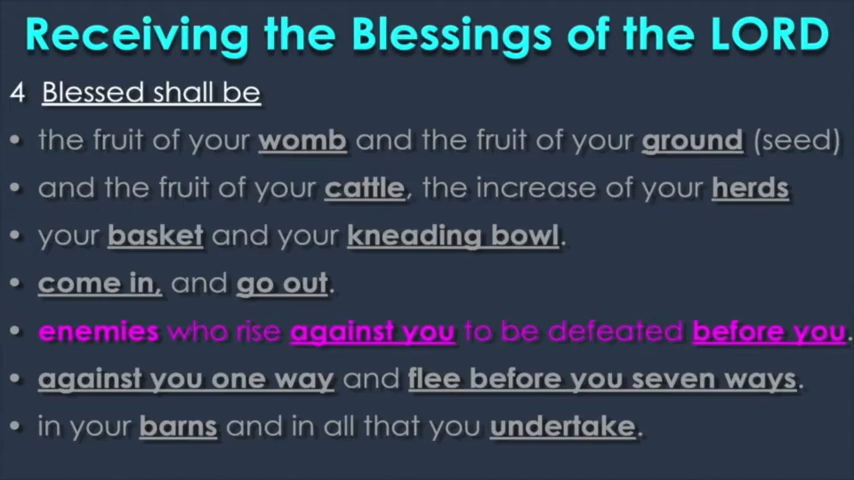 Receiving the Blessings of the LORD
4 Blessed shall be
• the fruit of your womb and the fruit of your ground (seed)
• and the fruit of your cattle, the increase of your herds
• your basket and your kneading bowl.
• come in, and go out.
• enemies who rise against you to be defeated before you.
• against you one way and flee before you seven ways.
• in your barns and in all that you undertake.